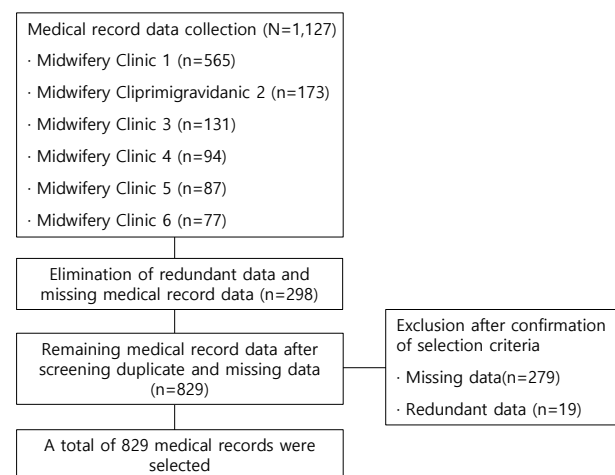 Medical record data collection (N=1,127)
· Midwifery Clinic 1 (n=565)
· Midwifery Cliprimigravidanic 2 (n=173)
· Midwifery Clinic 3 (n=131)
· Midwifery Clinic 4 (n=94)
· Midwifery Clinic 5 (n=87)
· Midwifery Clinic 6 (n=77)
Elimination of redundant data and
missing medical record data (n=298)
Remaining medical record data after
screening duplicate and missing data
(n=829)
Exclusion after confirmation
of selection criteria
· Missing data(n=279)
· Redundant data (n=19)
A total of 829 medical records were
selected